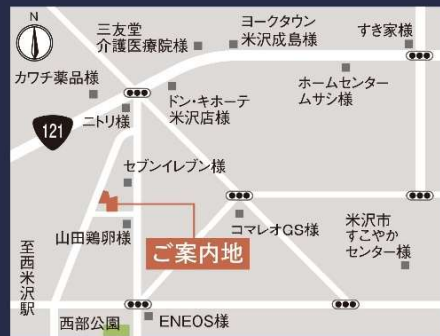 N
三友堂
介護医療院様
ヨークタウン
米沢成島様
すき家様
カワチ薬品様
ドン・キホーテ
米沢店様
ホームセンター
ムサシ様
ニトリ様
121
セブンイレブン様
山田鶏卵様
ご案内地
コマレオGS様
米沢市
すこやか
センター様
至西米沢駅
西部公園
ENEOS様